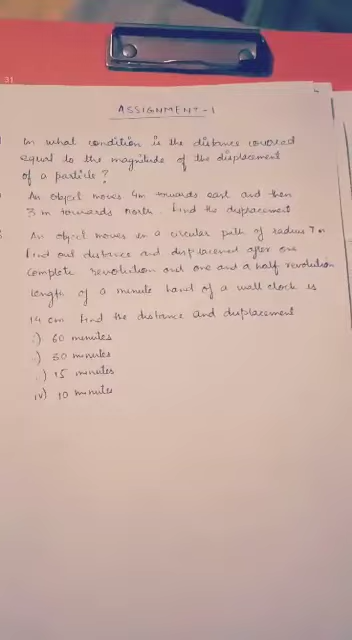 31
ASSIGNMENT-1
In what condition is the distance covered
equal to the magnitude of the displacement
of a particle?
An object moves 4m towards east and then
3 m towards north. Find the displacement
An object moves in a circular path of radius 7 m
Find out distance and displacement after one
complete revolution and one and a half revolution
length of a minute hand of a wall clock is
14 cm find the distance and displacement
) 60 minutes
) minutes
) 15 minutes
iv) 10 minutes